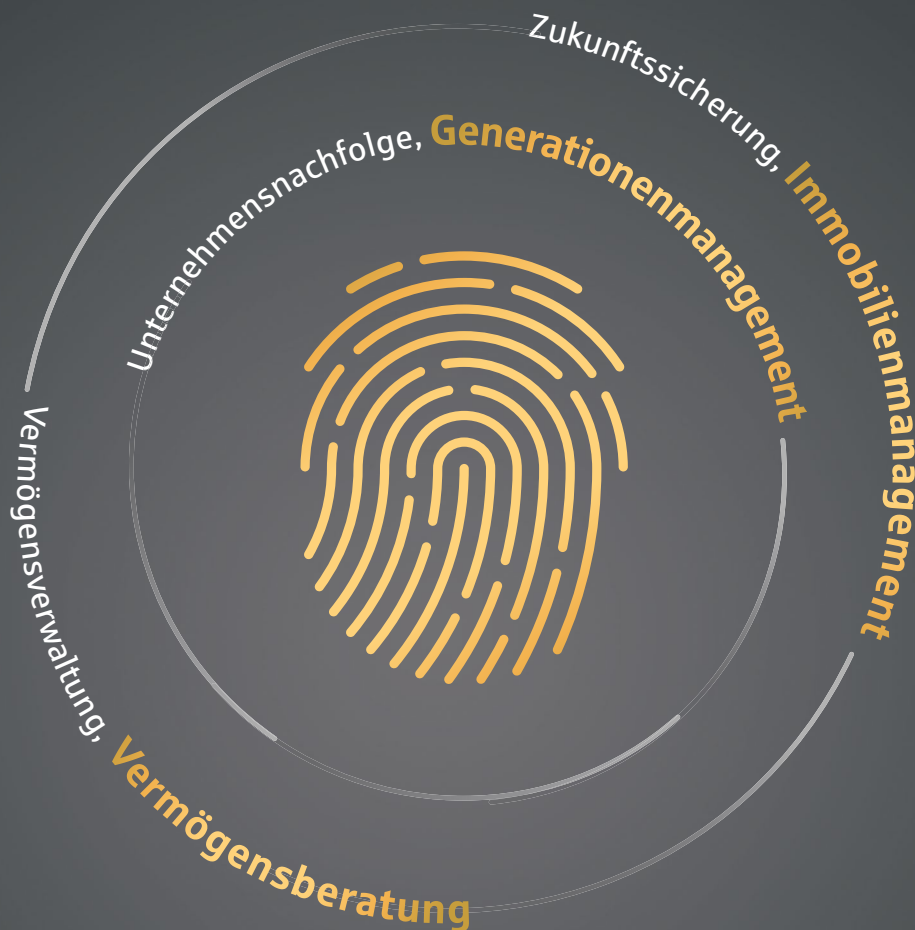 Zukunftssicherung, Immobilienmanagement
Unternehmensnachfolge, Generationenmanagement
Vermögensverwaltung, Vermögensberatung